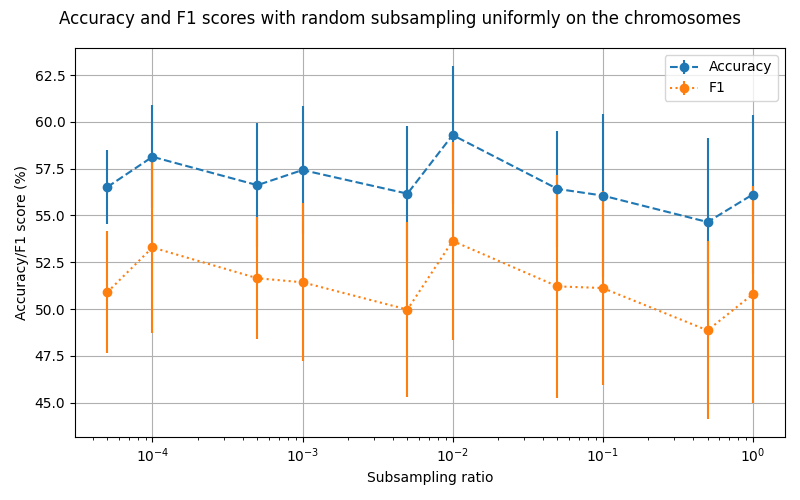 Accuracy and F1 scores with random subsampling uniformly on the chromosomes
Accuracy
F1
62.5
60.0
57.5
55.0
52.5
50.0
47.5
45.0
Accuracy/F1 score (%)
10⁻⁴
10⁻³
10⁻²
10⁻¹
10⁰
Subsampling ratio